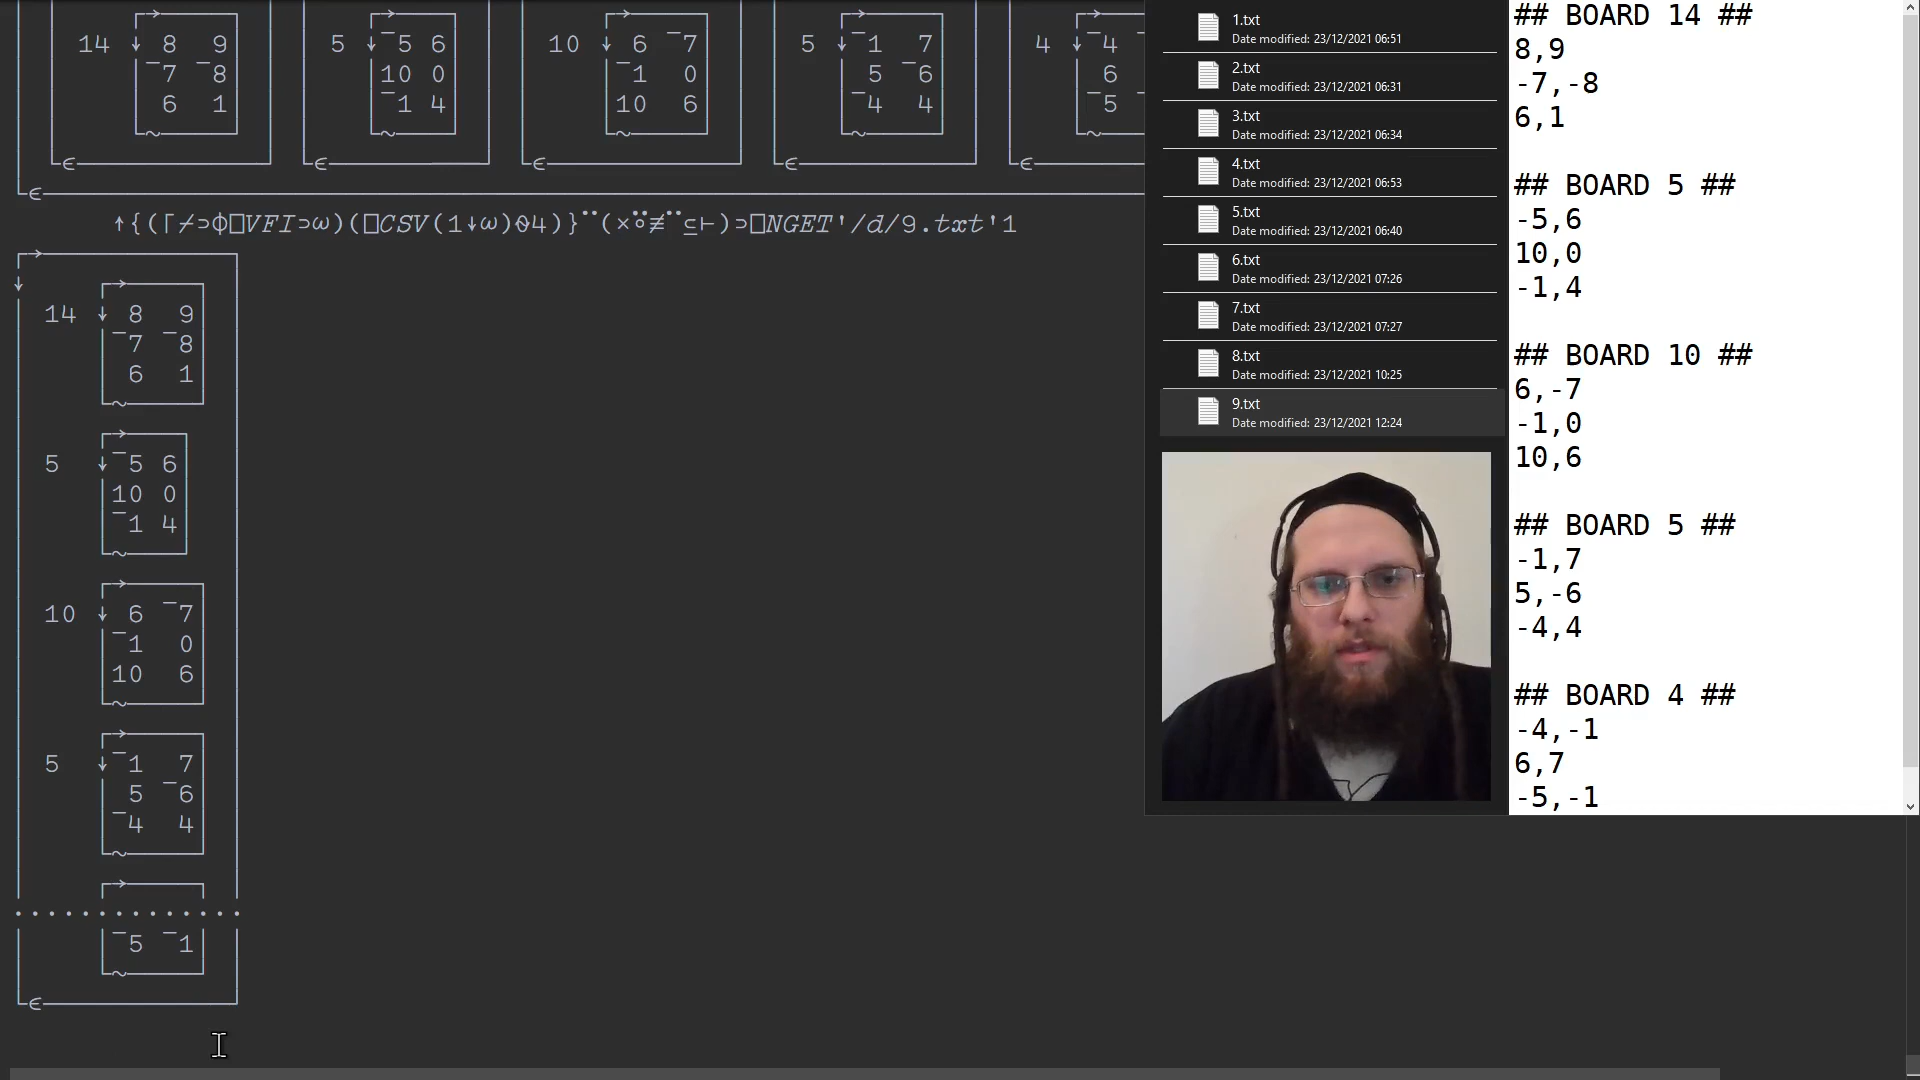 14 ↓ 8 9 5 ↓ ¯5 6 10 ↓ 6 ¯7 5 ↓ ¯1 7 4 ↓ ¯4
¯7 ¯8 10 0 ¯1 0 5 ¯6 6
6 1 ¯1 4 10 6 ¯4 4 ¯5
↑{(⌈⌿⊃⌽⎕VFI⊃⍵)(⎕CSV(1↓⍵)⍬4)}¨(×⍤≢¨⊆⊢)⊃⎕NGET'/d/9.txt'1
14 ↓ 8 9
¯7 ¯8
6 1
5 ↓ ¯5 6
10 0
¯1 4
10 ↓ 6 ¯7
¯1 0
10 6
5 ↓ ¯1 7
5 ¯6
¯4 4
¯5 ¯1
1.txt
Date modified: 23/12/2021 06:51
2.txt
Date modified: 23/12/2021 06:31
3.txt
Date modified: 23/12/2021 06:34
4.txt
Date modified: 23/12/2021 06:53
5.txt
Date modified: 23/12/2021 06:40
6.txt
Date modified: 23/12/2021 07:26
7.txt
Date modified: 23/12/2021 07:27
8.txt
Date modified: 23/12/2021 10:25
9.txt
Date modified: 23/12/2021 12:24
## BOARD 14 ##
8,9
-7,-8
6,1
## BOARD 5 ##
-5,6
10,0
-1,4
## BOARD 10 ##
6,-7
-1,0
10,6
## BOARD 5 ##
-1,7
5,-6
-4,4
## BOARD 4 ##
-4,-1
6,7
-5,-1